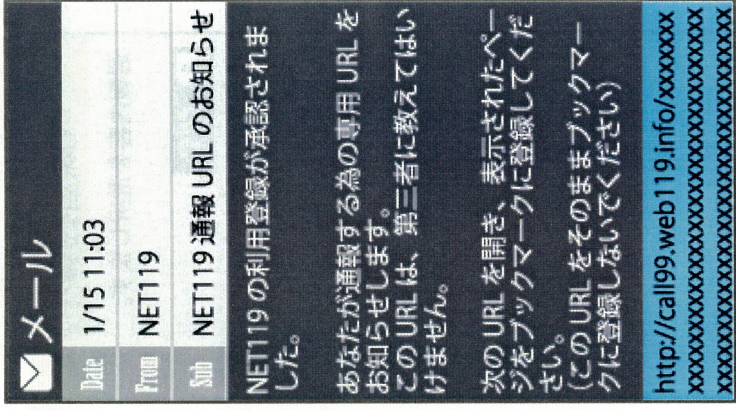 メール
Date 1/15 11:03
From NET119
Sub NET119 通報 URL のお知らせ
NET119 の利用登録が承認されま
した。
あなたが通報する為の専用 URL を
お知らせします。
この URL は、第三者に教えてはい
けません。
次の URL を開き、表示されたペー
ジをブックマークに登録してくだ
さい。
(この URL をそのままブックマー
クに登録しないでください)
http://call99.web119.info/xxxxxx
xxxxxxxxxxxxxxxxxxxxxxxxxxxxx
xxxxxxxxxxxxxxxxxxxxxxxxxxxxx